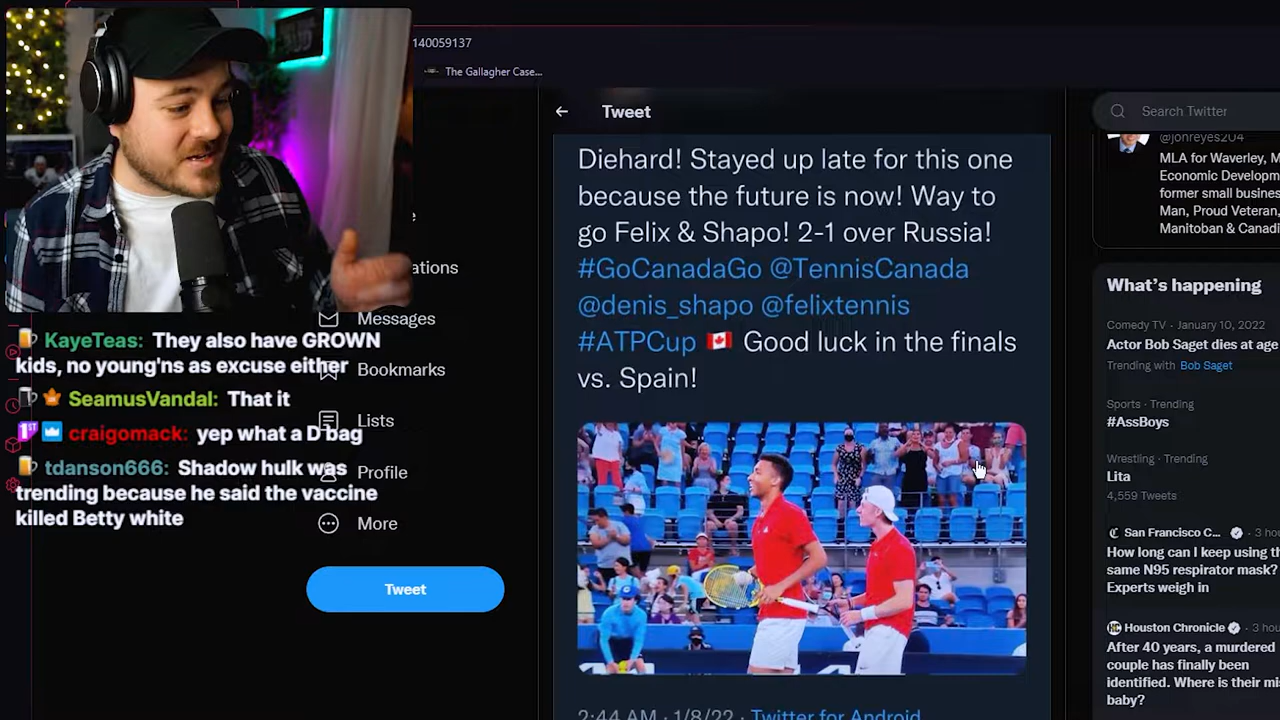 140059137
The Gallagher Case...
Tweet
Search Twitter
Diehard! Stayed up late for this one
because the future is now! Way to
go Felix & Shapo! 2-1 over Russia!
#GoCanadaGo @TennisCanada
@denis_shapo @felixtennis
#ATPCup 🇨🇦 Good luck in the finals
vs. Spain!
2:44 AM · 1/8/22 · Twitter for Android
ations
Messages
Bookmarks
Lists
Profile
More
Tweet
KayeTeas: They also have GROWN
kids, no young'ns as excuse either
SeamusVandal: That it
1ST craigomack: yep what a D bag
tdanson666: Shadow hulk was
trending because he said the vaccine
killed Betty white
@jonreyes204
MLA for Waverley, M
Economic Developm
former small busines
Man, Proud Veteran,
Manitoba & Canadi
What's happening
Comedy TV · January 10, 2022
Actor Bob Saget dies at age
Trending with Bob Saget
Sports · Trending
#AssBoys
Wrestling · Trending
Lita
4,559 Tweets
San Francisco C... · 3 ho
How long can I keep using t
same N95 respirator mask?
Experts weigh in
Houston Chronicle · 3 hou
After 40 years, a murdered
couple has finally been
identified. Where is their mis
baby?